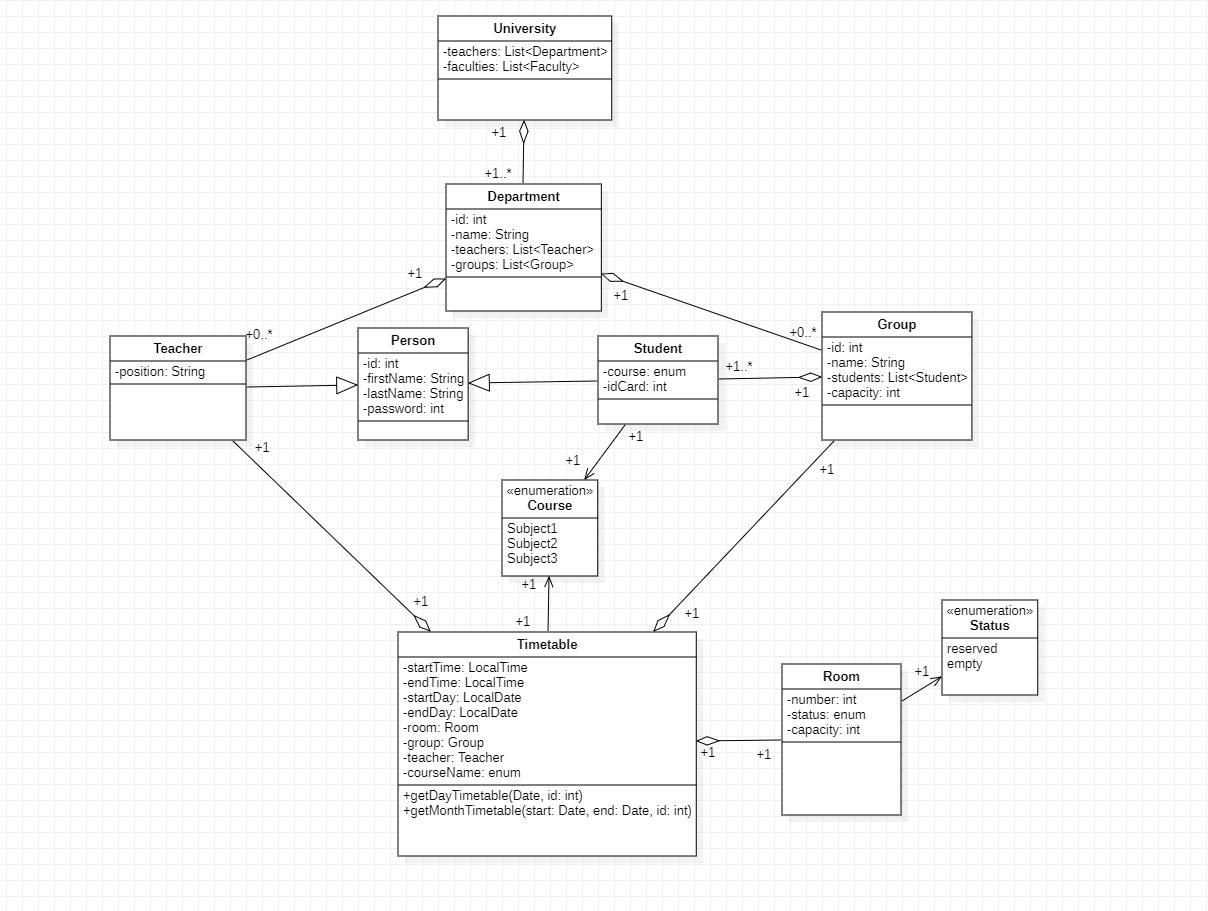 University
-teachers: List<Department>
-faculties: List<Faculty>
+1
+1..*
Department
-id: int
-name: String
-teachers: List<Teacher>
-groups: List<Group>
+1
+1
+0..*
+0..*
Teacher
-position: String
Person
-id: int
-firstName: String
-lastName: String
-password: int
Student
-course: enum
-idCard: int
+1..*
+1
Group
-id: int
-name: String
-students: List<Student>
-capacity: int
+1
+1
+1
+1
«enumeration»
Course
Subject1
Subject2
Subject3
+1
+1
+1
+1
Timetable
-startTime: LocalTime
-endTime: LocalTime
-startDay: LocalDate
-endDay: LocalDate
-room: Room
-group: Group
-teacher: Teacher
-courseName: enum
+getDayTimetable(Date, id: int)
+getMonthTimetable(start: Date, end: Date, id: int)
+1
+1
Room
-number: int
-status: enum
-capacity: int
+1
«enumeration»
Status
reserved
empty